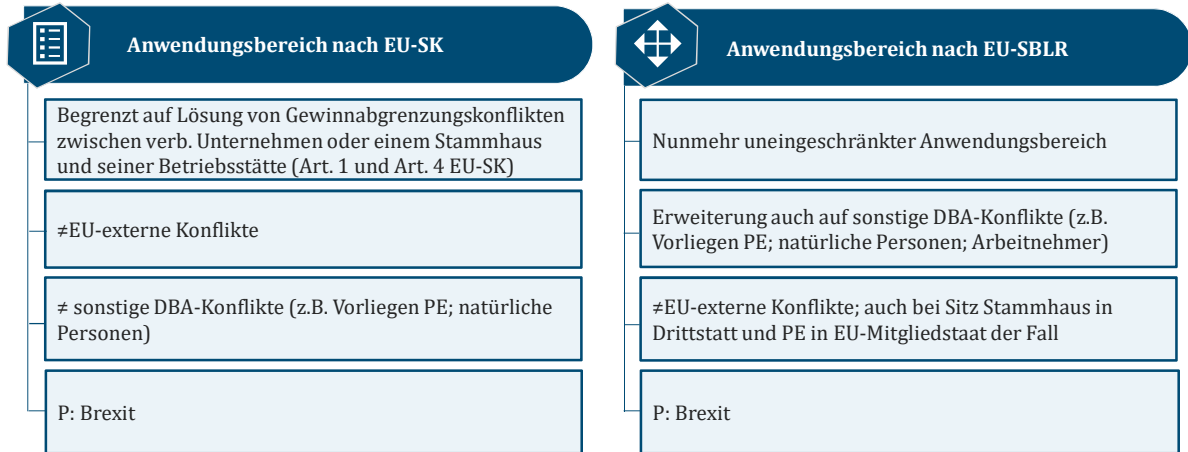 Anwendungsbereich nach EU-SK
Begrenzt auf Lösung von Gewinnabgrenzungskonflikten
zwischen verb. Unternehmen oder einem Stammhaus
und seiner Betriebsstätte (Art. 1 und Art. 4 EU-SK)
≠EU-externe Konflikte
≠ sonstige DBA-Konflikte (z.B. Vorliegen PE; natürliche
Personen)
P: Brexit
Anwendungsbereich nach EU-SBLR
Nunmehr uneingeschränkter Anwendungsbereich
Erweiterung auch auf sonstige DBA-Konflikte (z.B.
Vorliegen PE; natürliche Personen; Arbeitnehmer)
≠EU-externe Konflikte; auch bei Sitz Stammhaus in
Drittstatt und PE in EU-Mitgliedstaat der Fall
P: Brexit